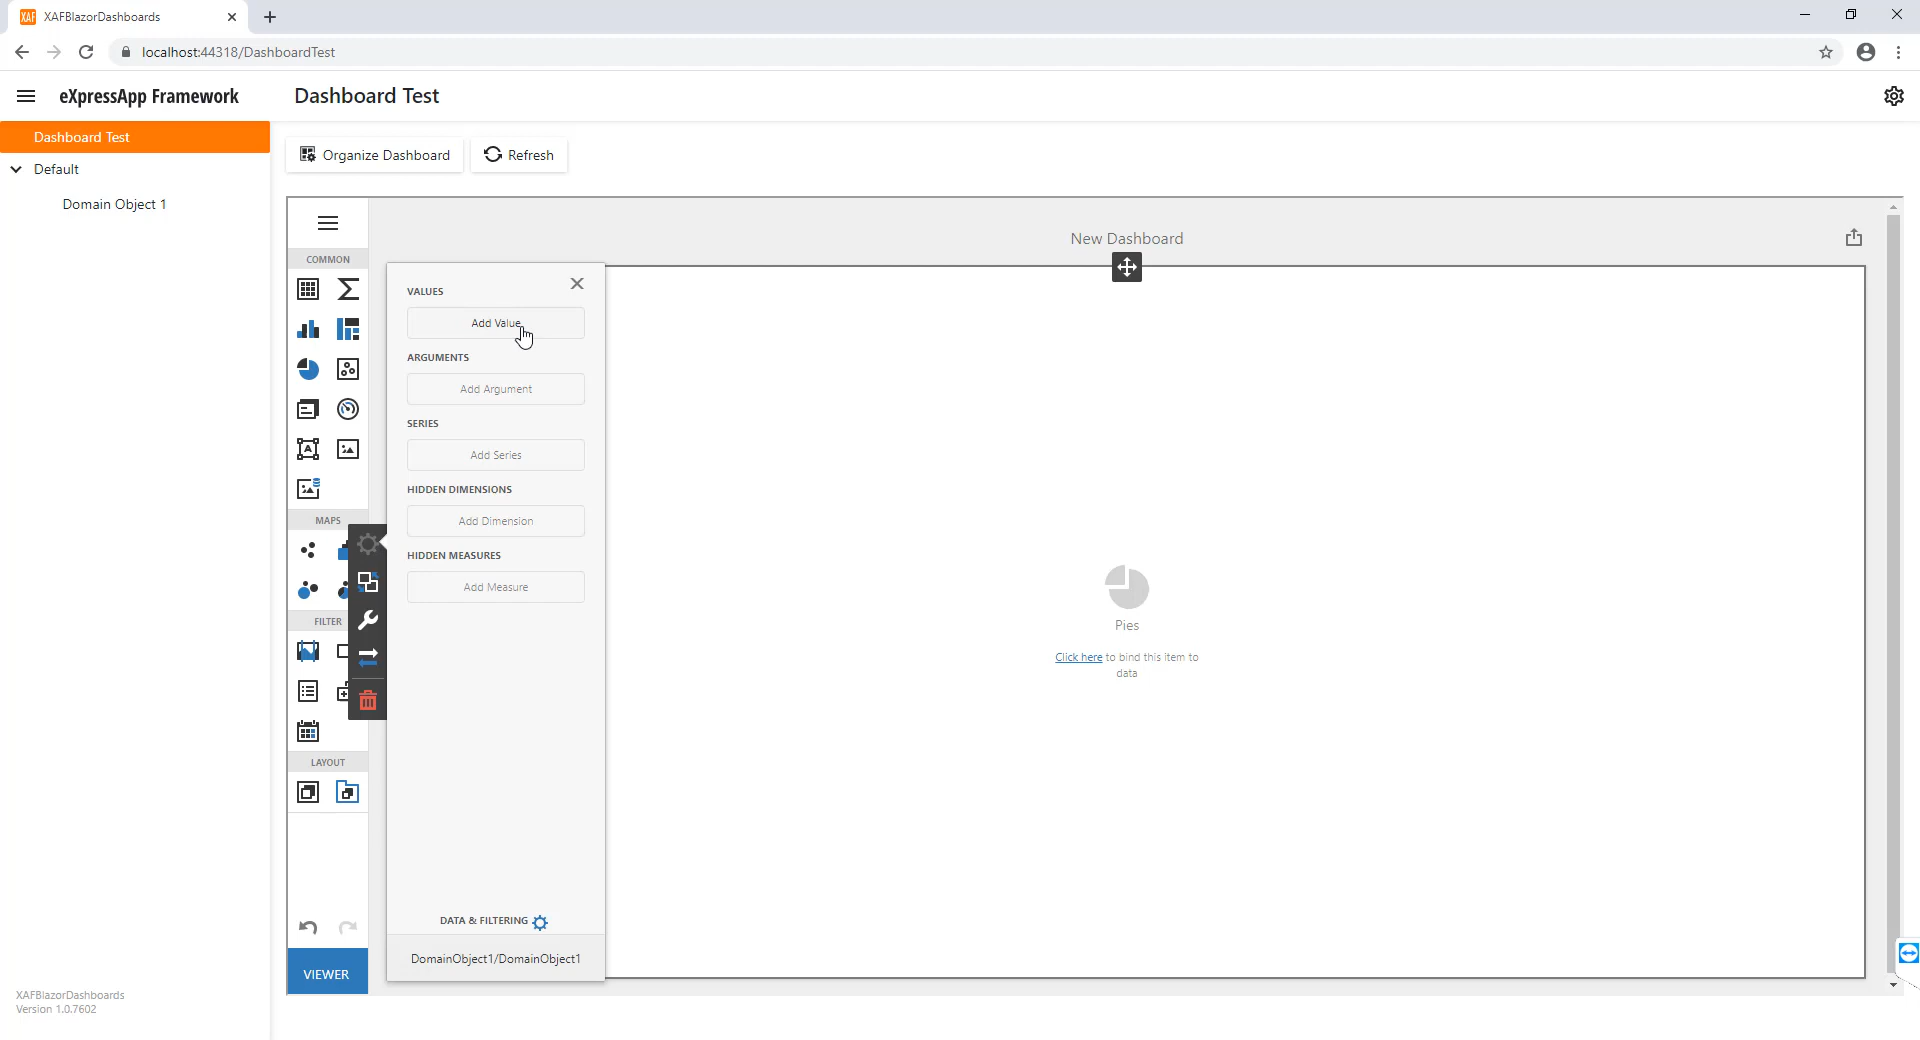 XAFBlazorDashboards
localhost:44318/DashboardTest
eXpressApp Framework
Dashboard Test
Dashboard Test
Default
Domain Object 1
Organize Dashboard
Refresh
New Dashboard
COMMON
MAPS
FILTER
LAYOUT
VIEWER
VALUES
Add Value
ARGUMENTS
Add Argument
SERIES
Add Series
HIDDEN DIMENSIONS
Add Dimension
HIDDEN MEASURES
Add Measure
DATA & FILTERING
DomainObject1/DomainObject1
Pies
Click here to bind this item to
data
XAFBlazorDashboards
Version 1.0.7602